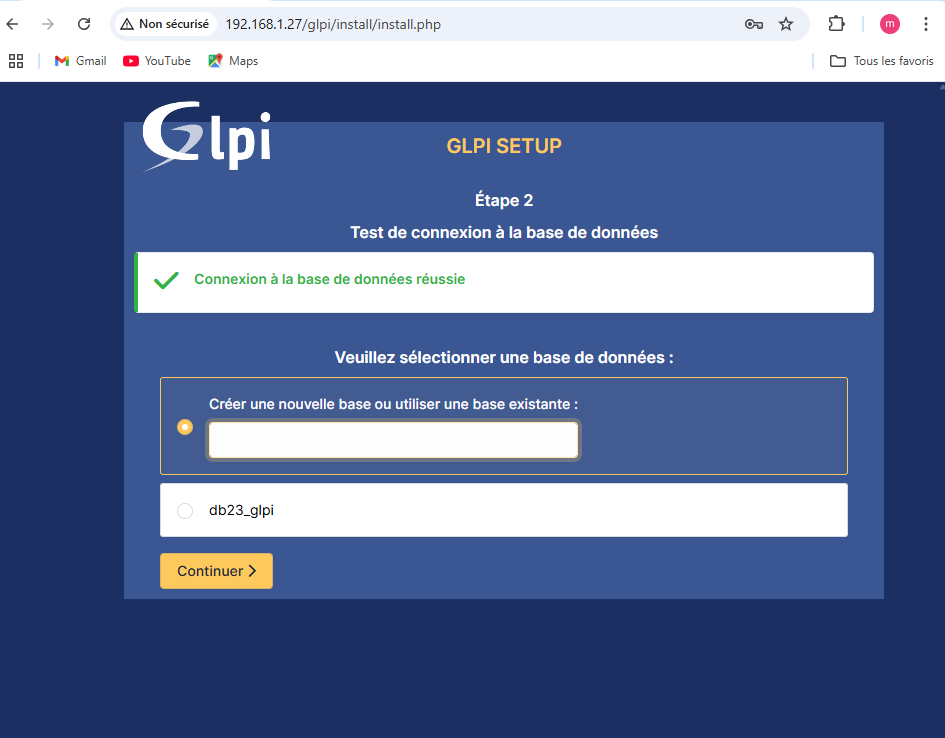 Non sécurisé 192.168.1.27/glpi/install/install.php m
Gmail YouTube Maps Tous les favoris
Glpi
GLPI SETUP
Étape 2
Test de connexion à la base de données
Connexion à la base de données réussie
Veuillez sélectionner une base de données :
Créer une nouvelle base ou utiliser une base existante :
db23_glpi
Continuer